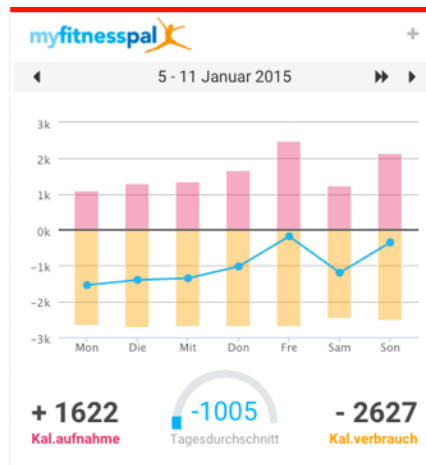 myfitnesspal
5 - 11 Januar 2015
3k
2k
1k
0k
-1k
-2k
-3k
Mon Die Mit Don Fre Sam Son
+ 1622 -1005 - 2627
Kal.aufnahme Tagesdurchschnitt Kal.verbrauch